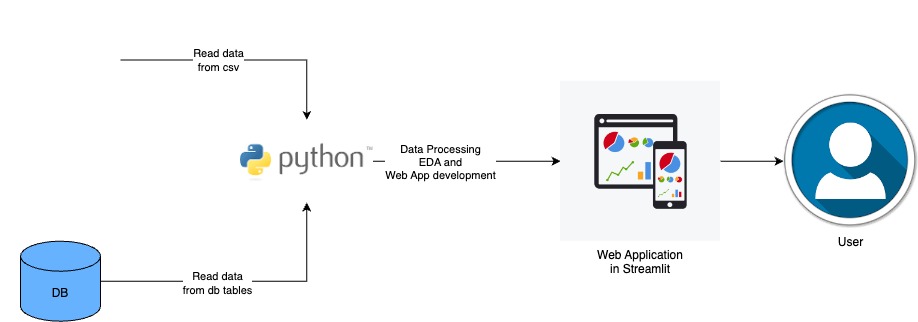 Read data
from csv
python™
Data Processing
EDA and
Web App development
Web Application
in Streamlit
User
DB
Read data
from db tables